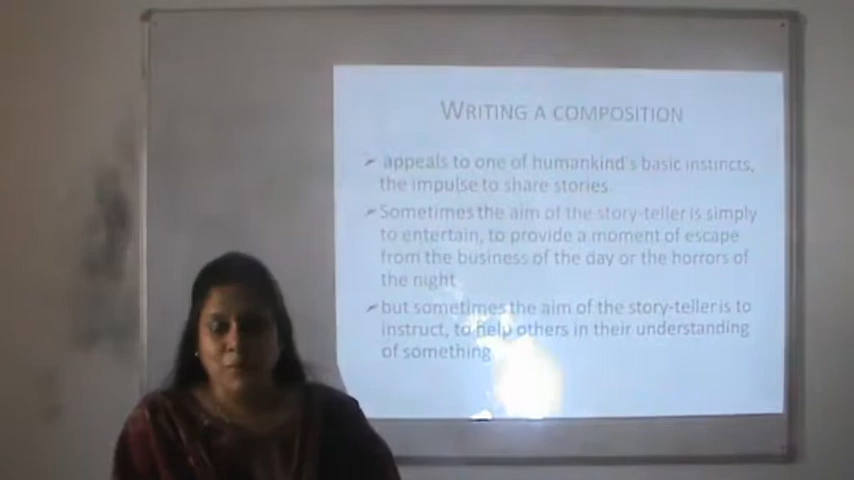 WRITING A COMPOSITION
➢ appeals to one of humankind's basic instincts,
the impulse to share stories.
➢ Sometimes the aim of the story-teller is simply
to entertain, to provide a moment of escape
from the business of the day or the horrors of
the night
➢ but sometimes the aim of the story-teller is to
instruct, to help others in their understanding
of something